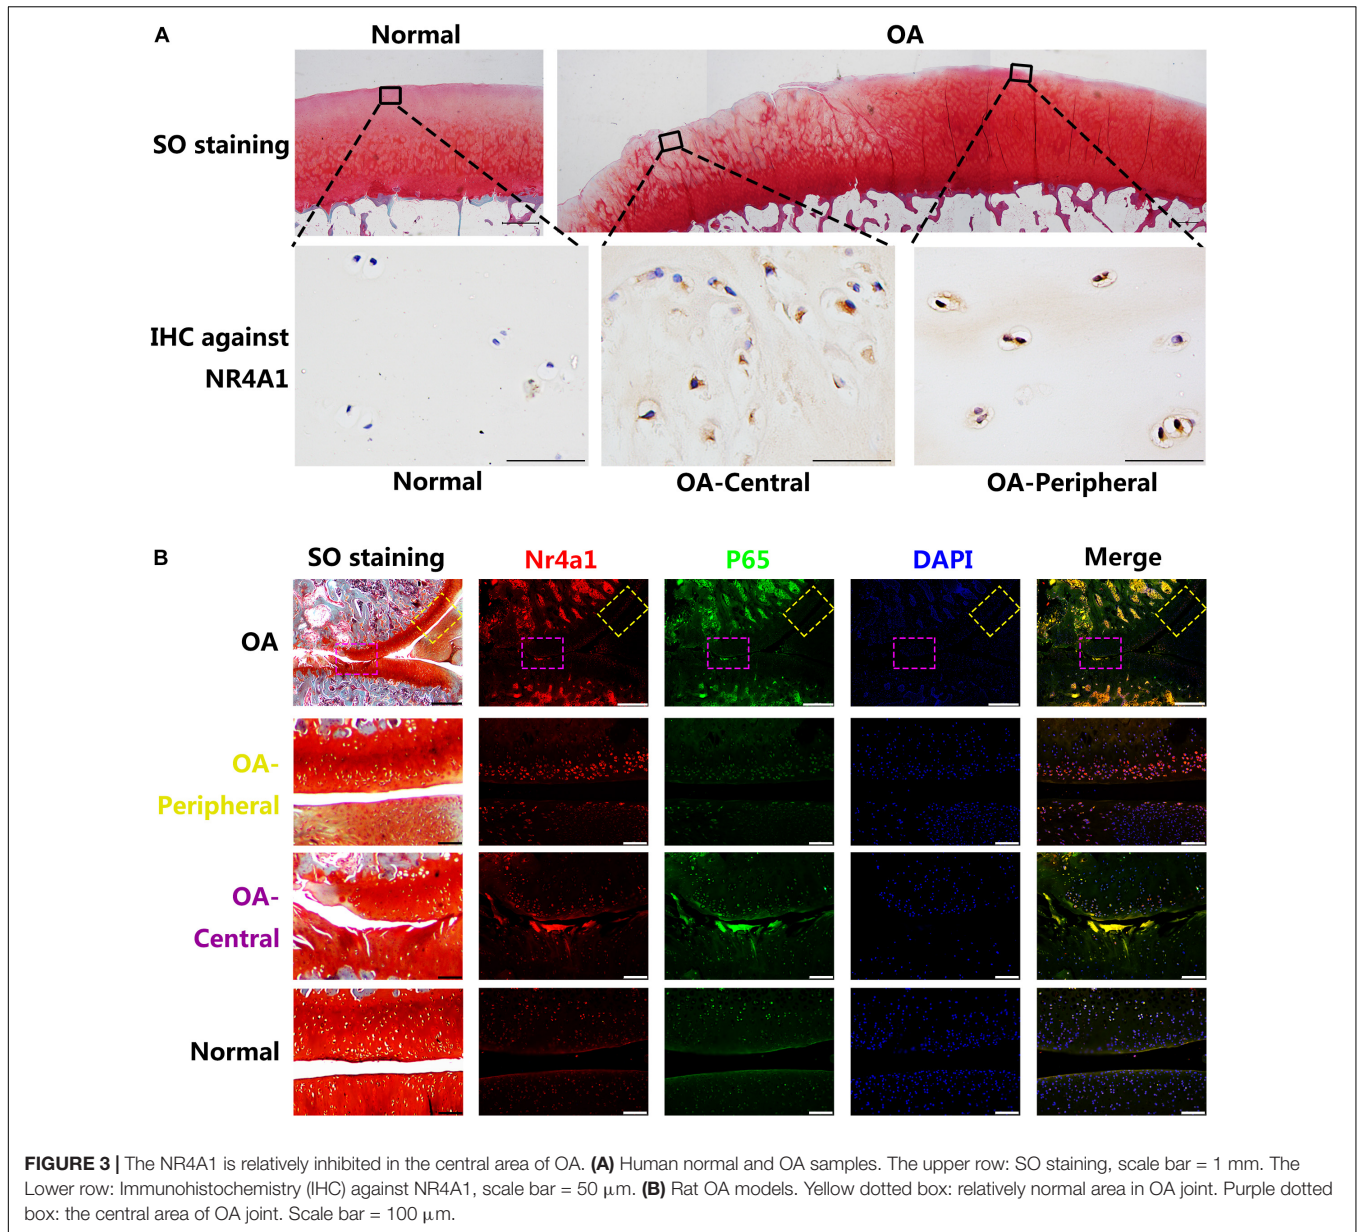 A
Normal
OA
SO staining
IHC against
NR4A1
Normal
OA-Central
OA-Peripheral
B
SO staining
Nr4a1
P65
DAPI
Merge
OA
OA-
Peripheral
OA-
Central
Normal
FIGURE 3 | The NR4A1 is relatively inhibited in the central area of OA. (A) Human normal and OA samples. The upper row: SO staining, scale bar = 1 mm. The
Lower row: Immunohistochemistry (IHC) against NR4A1, scale bar = 50 μm. (B) Rat OA models. Yellow dotted box: relatively normal area in OA joint. Purple dotted
box: the central area of OA joint. Scale bar = 100 μm.